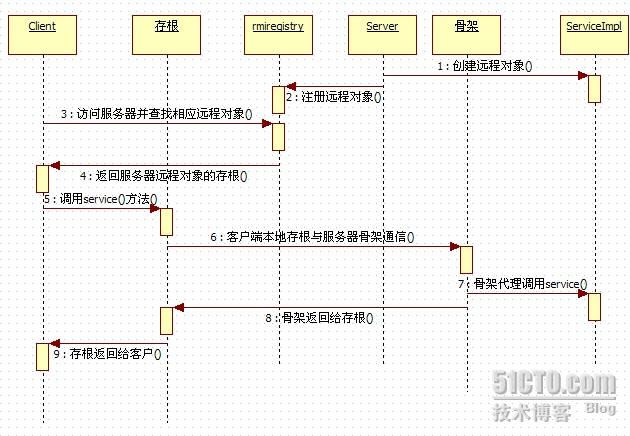 Client
存根
rmiregistry
Server
骨架
ServiceImpl
1 : 创建远程对象()
2 : 注册远程对象()
3 : 访问服务器并查找相应远程对象()
4 : 返回服务器远程对象的存根()
5 : 调用service()方法()
6 : 客户端本地存根与服务器骨架通信()
7 : 骨架代理调用service()
8 : 骨架返回给存根()
9 : 存根返回给客户()
51CTO.com
技术博客 Blog